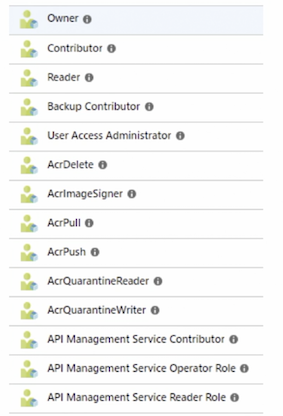 Owner
Contributor
Reader
Backup Contributor
User Access Administrator
AcrDelete
AcrImageSigner
AcrPull
AcrPush
AcrQuarantineReader
AcrQuarantineWriter
API Management Service Contributor
API Management Service Operator Role
API Management Service Reader Role